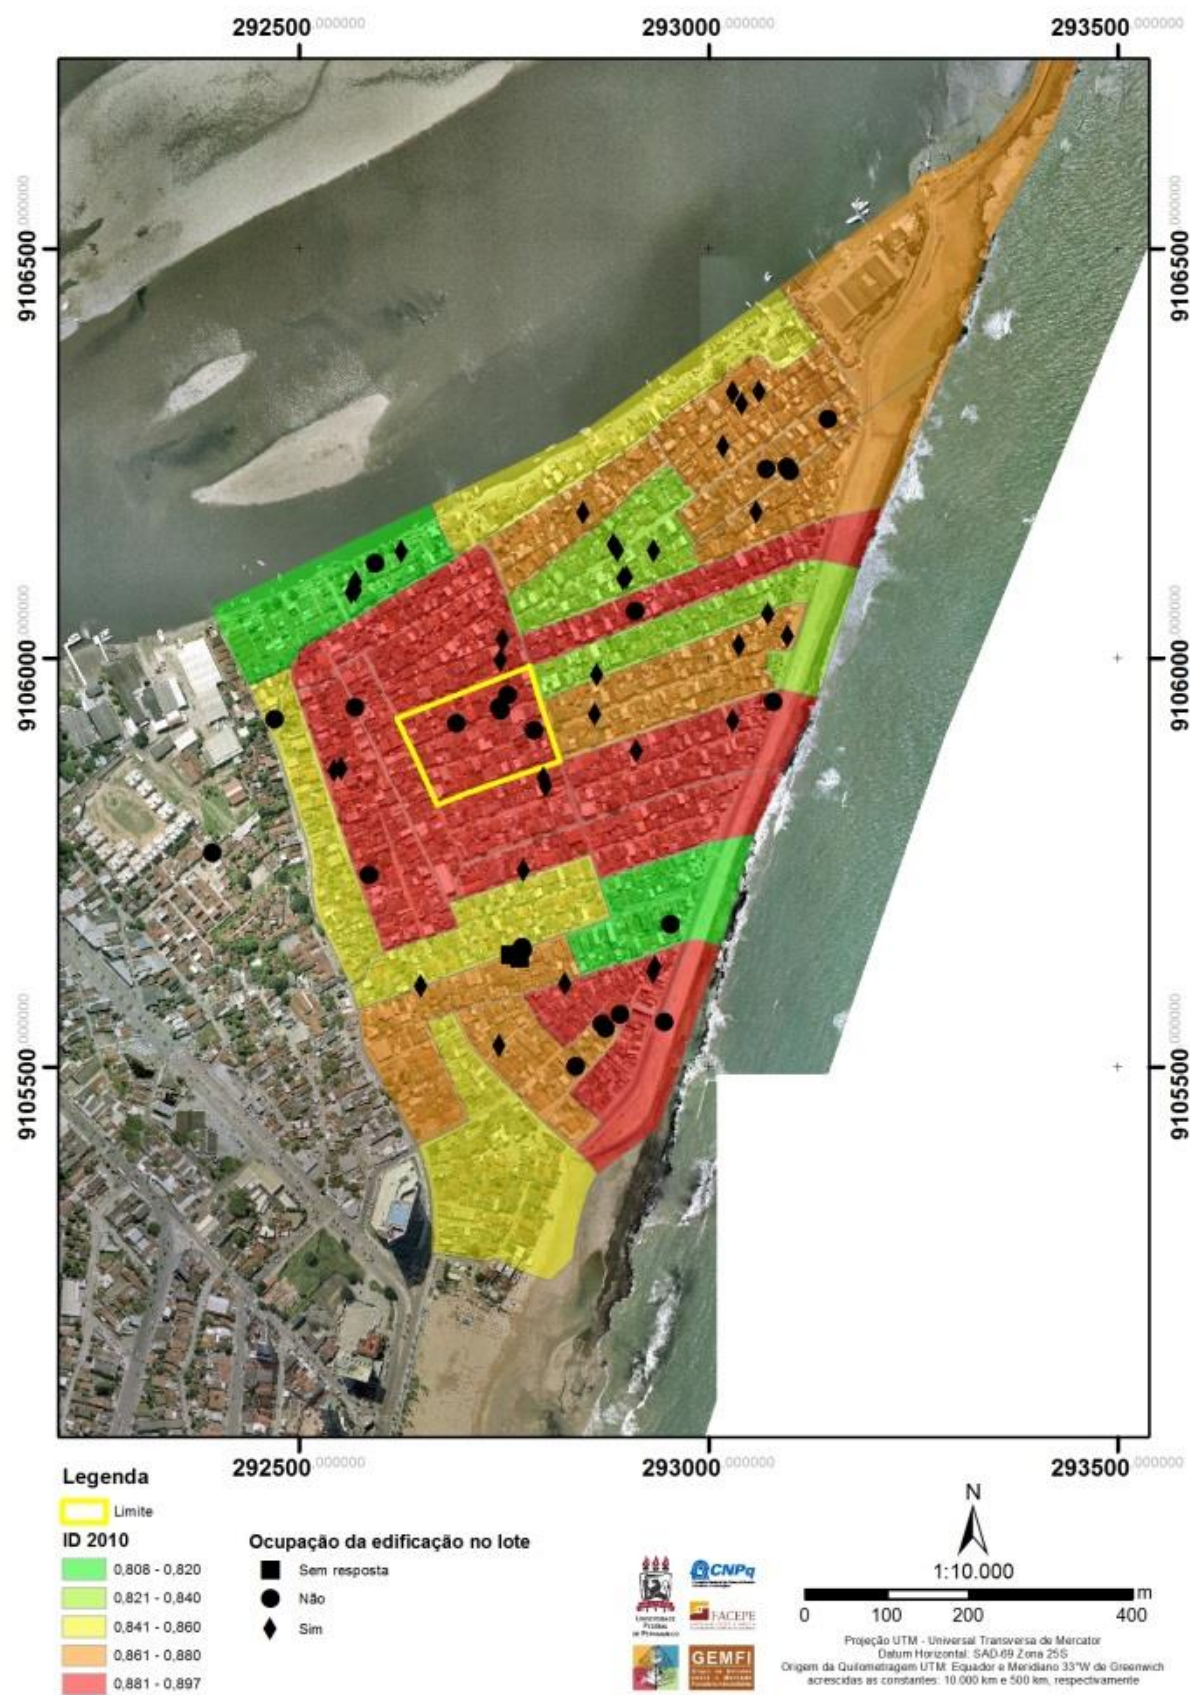 292500,000000 293000,000000 293500,000000
9106500,000000 9106500,000000
9106000,000000 9106000,000000
9105500,000000 9105500,000000
292500,000000 293000,000000 293500,000000
Legenda
Limite
ID 2010
0,808 - 0,820
0,821 - 0,840
0,841 - 0,860
0,861 - 0,880
0,881 - 0,897
Ocupação da edificação no lote
Sem resposta
Não
Sim
UNIVERSIDADE
FEDERAL
DE PERNAMBUCO
CNPq
FACEPE
GEMFI
N
1:10.000
m
0 100 200 400
Projeção UTM - Universal Transversa de Mercator
Datum Horizontal: SAD-69 Zona 25S
Origem da Quilometragem UTM: Equador e Meridiano 33°W de Greenwich
acrescidas as constantes: 10.000 km e 500 km, respectivamente